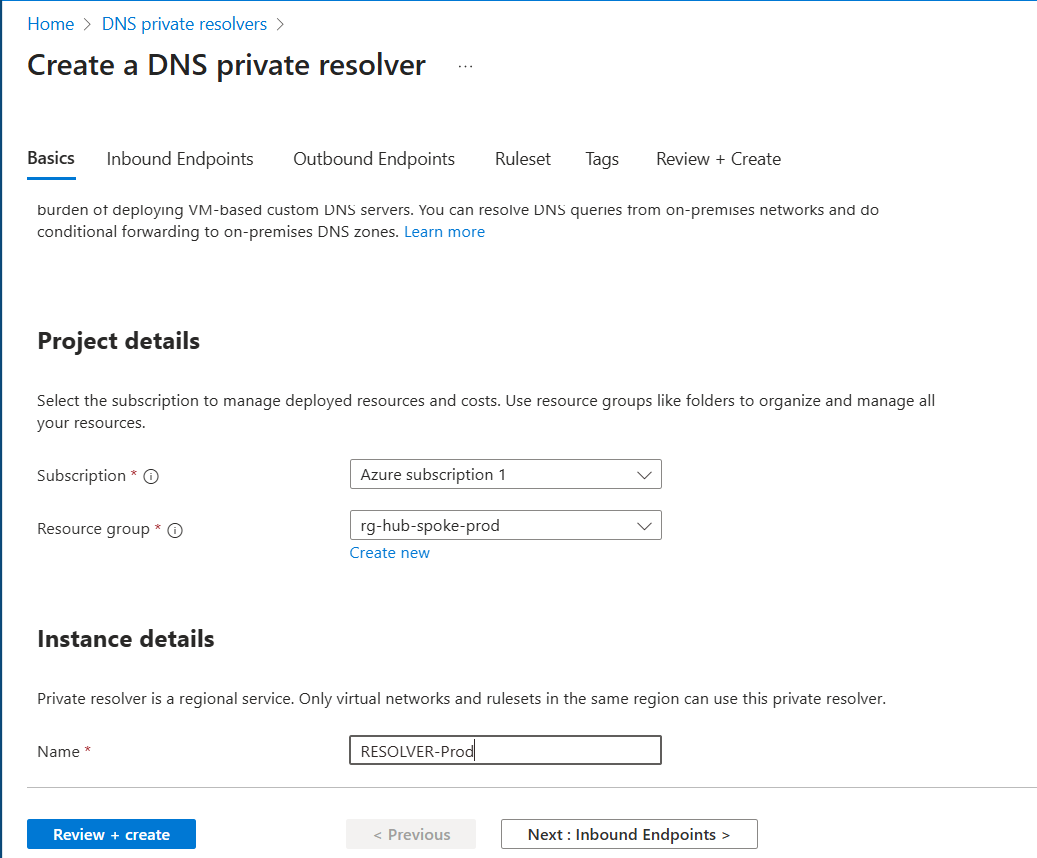 Home > DNS private resolvers >
Create a DNS private resolver ...
Basics Inbound Endpoints Outbound Endpoints Ruleset Tags Review + Create
burden of deploying VM-based custom DNS servers. You can resolve DNS queries from on-premises networks and do
conditional forwarding to on-premises DNS zones. Learn more
Project details
Select the subscription to manage deployed resources and costs. Use resource groups like folders to organize and manage all
your resources.
Subscription * Azure subscription 1
Resource group * rg-hub-spoke-prod
Create new
Instance details
Private resolver is a regional service. Only virtual networks and rulesets in the same region can use this private resolver.
Name * RESOLVER-Prod
Review + create < Previous Next : Inbound Endpoints >